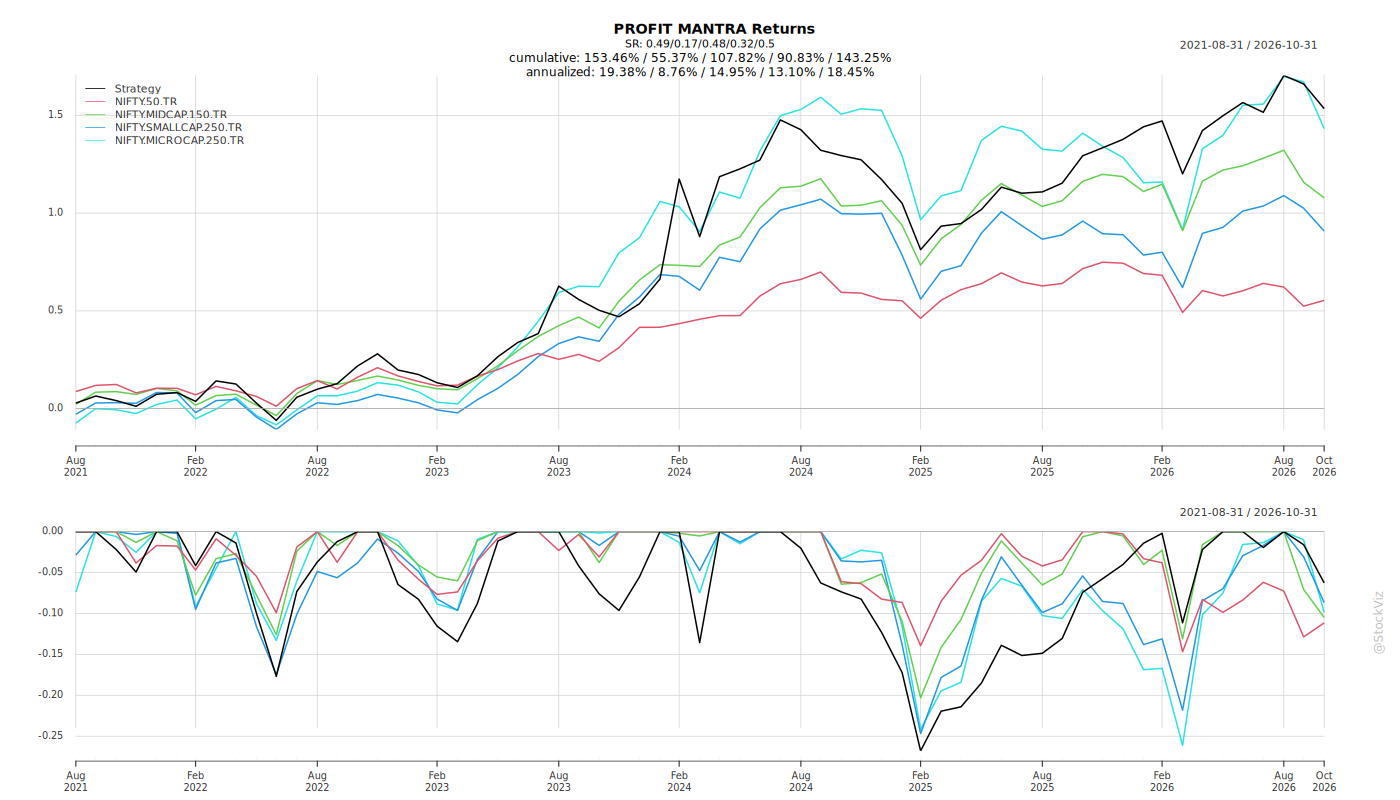 PROFIT MANTRA Returns
SR: 0.49/0.17/0.48/0.32/0.5
cumulative: 153.46% / 55.37% / 107.82% / 90.83% / 143.25%
annualized: 19.38% / 8.76% / 14.95% / 13.10% / 18.45%
2021-08-31 / 2026-10-31
Strategy
NIFTY.50.TR
NIFTY.MIDCAP.150.TR
NIFTY.SMALLCAP.250.TR
NIFTY.MICROCAP.250.TR
1.5
1.0
0.5
0.0
Aug 2021
Feb 2022
Aug 2022
Feb 2023
Aug 2023
Feb 2024
Aug 2024
Feb 2025
Aug 2025
Feb 2026
Aug 2026
Oct 2026
2021-08-31 / 2026-10-31
0.00
-0.05
-0.10
-0.15
-0.20
-0.25
Aug 2021
Feb 2022
Aug 2022
Feb 2023
Aug 2023
Feb 2024
Aug 2024
Feb 2025
Aug 2025
Feb 2026
Aug 2026
Oct 2026
@StockViz